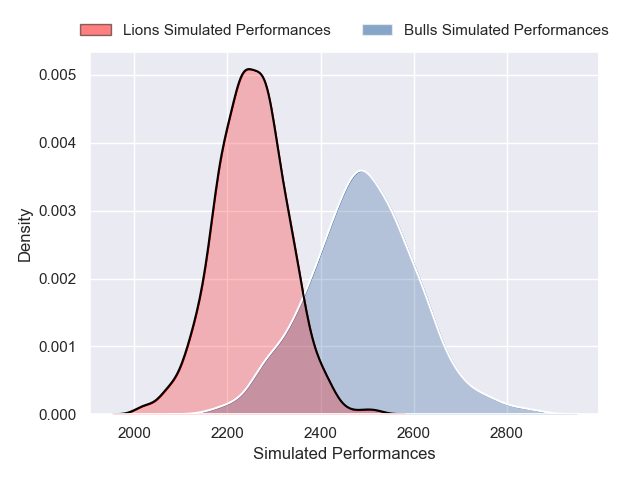 Lions Simulated Performances Bulls Simulated Performances
0.005
0.004
0.003
0.002
0.001
0.000
Density
2000 2200 2400 2600 2800
Simulated Performances